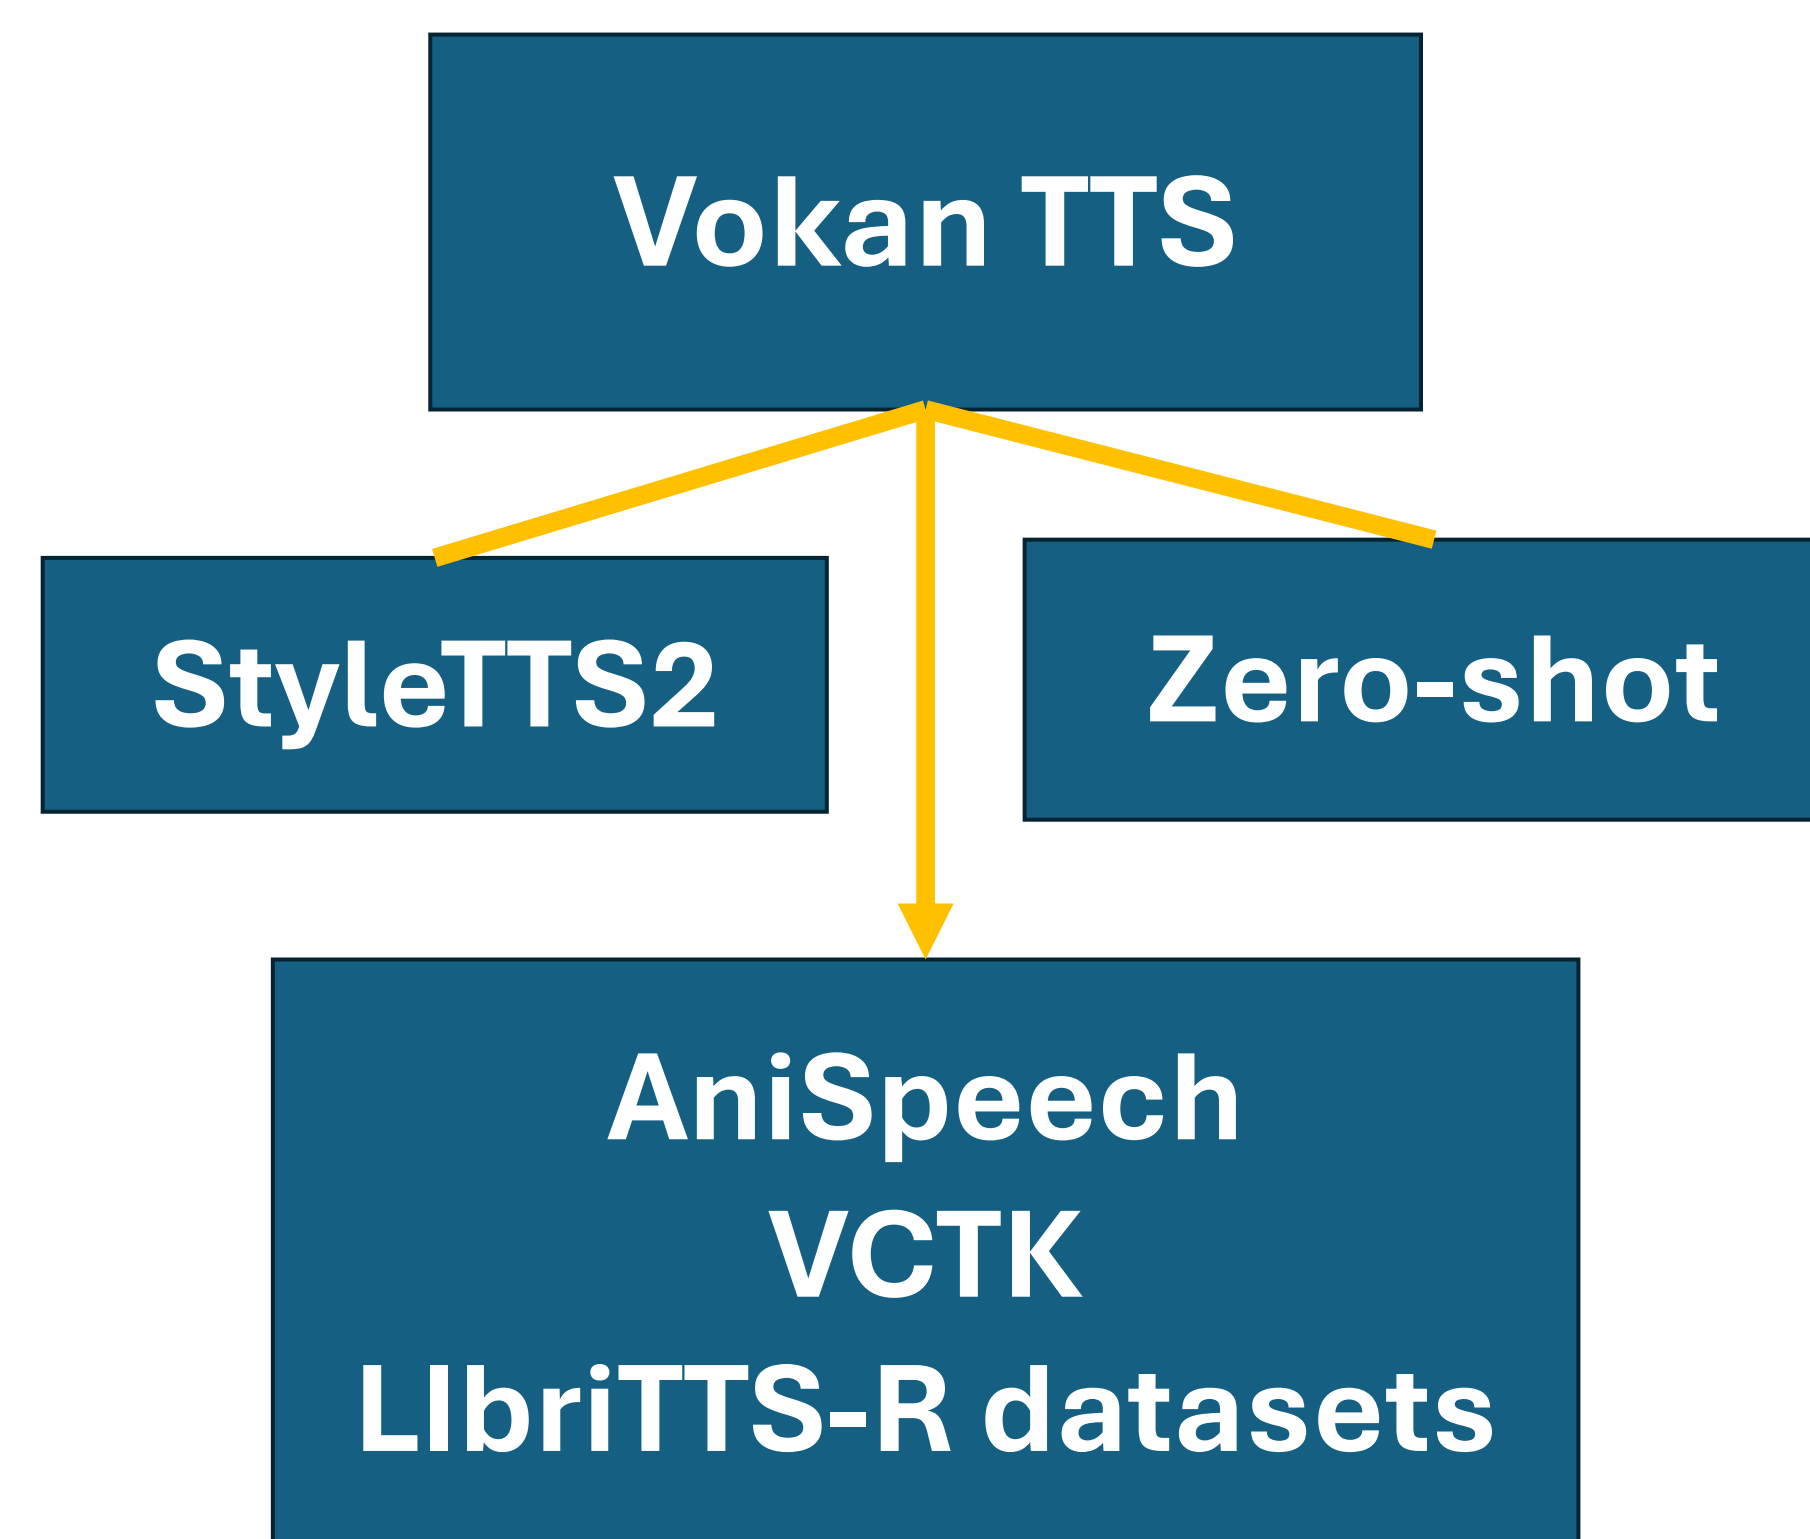 Vokan TTS
StyleTTS2
Zero-shot
AniSpeech
VCTK
LIbriTTS-R datasets